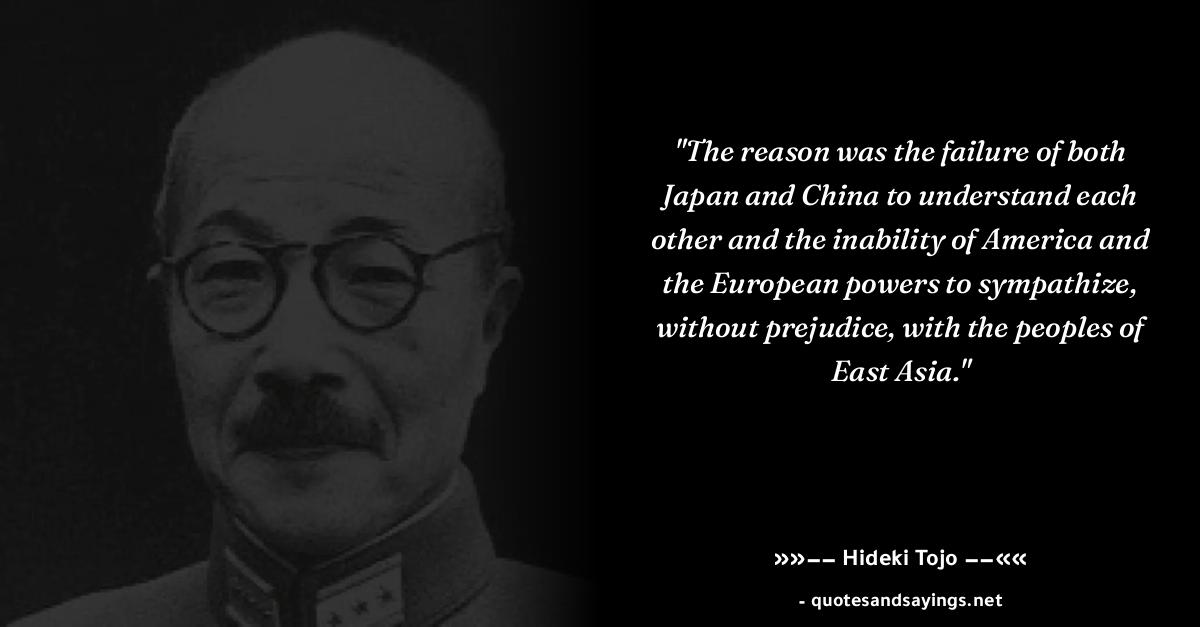 "The reason was the failure of both
Japan and China to understand each
other and the inability of America and
the European powers to sympathize,
without prejudice, with the peoples of
East Asia."
»»−− Hideki Tojo −−««
- quotesandsayings.net